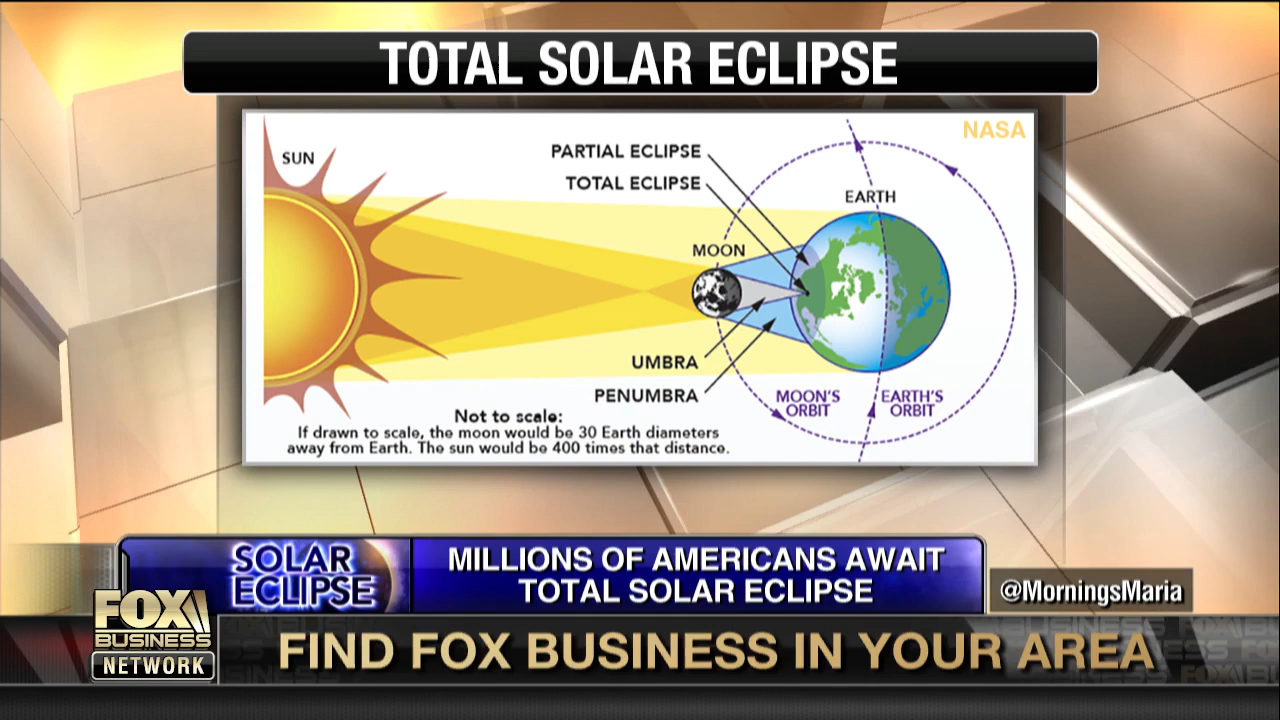 TOTAL SOLAR ECLIPSE
NASA
SUN
PARTIAL ECLIPSE
TOTAL ECLIPSE
EARTH
MOON
UMBRA
PENUMBRA
MOON'S
ORBIT
EARTH'S
ORBIT
Not to scale:
If drawn to scale, the moon would be 30 Earth diameters
away from Earth. The sun would be 400 times that distance.
SOLAR
ECLIPSE
MILLIONS OF AMERICANS AWAIT
TOTAL SOLAR ECLIPSE
@MorningsMaria
FOX
BUSINESS
NETWORK
FIND FOX BUSINESS IN YOUR AREA